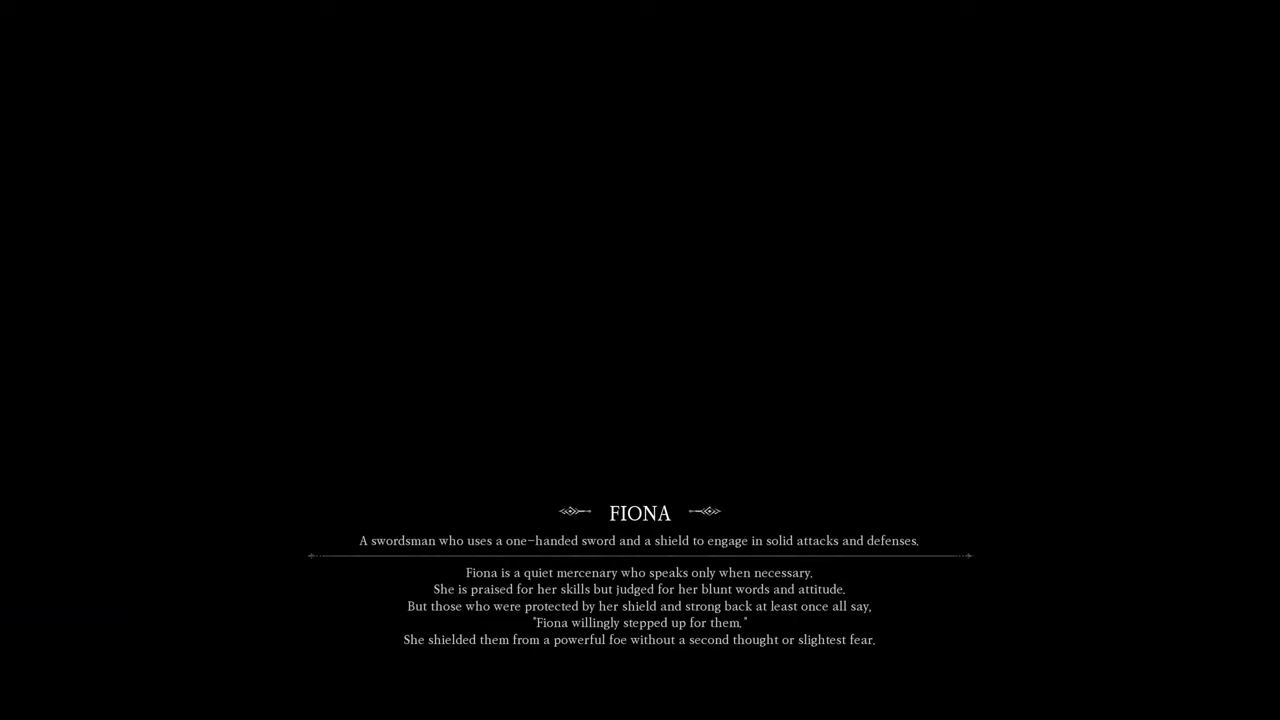 FIONA
A swordsman who uses a one-handed sword and a shield to engage in solid attacks and defenses.
Fiona is a quiet mercenary who speaks only when necessary.
She is praised for her skills but judged for her blunt words and attitude.
But those who were protected by her shield and strong back at least once all say,
"Fiona willingly stepped up for them."
She shielded them from a powerful foe without a second thought or slightest fear.